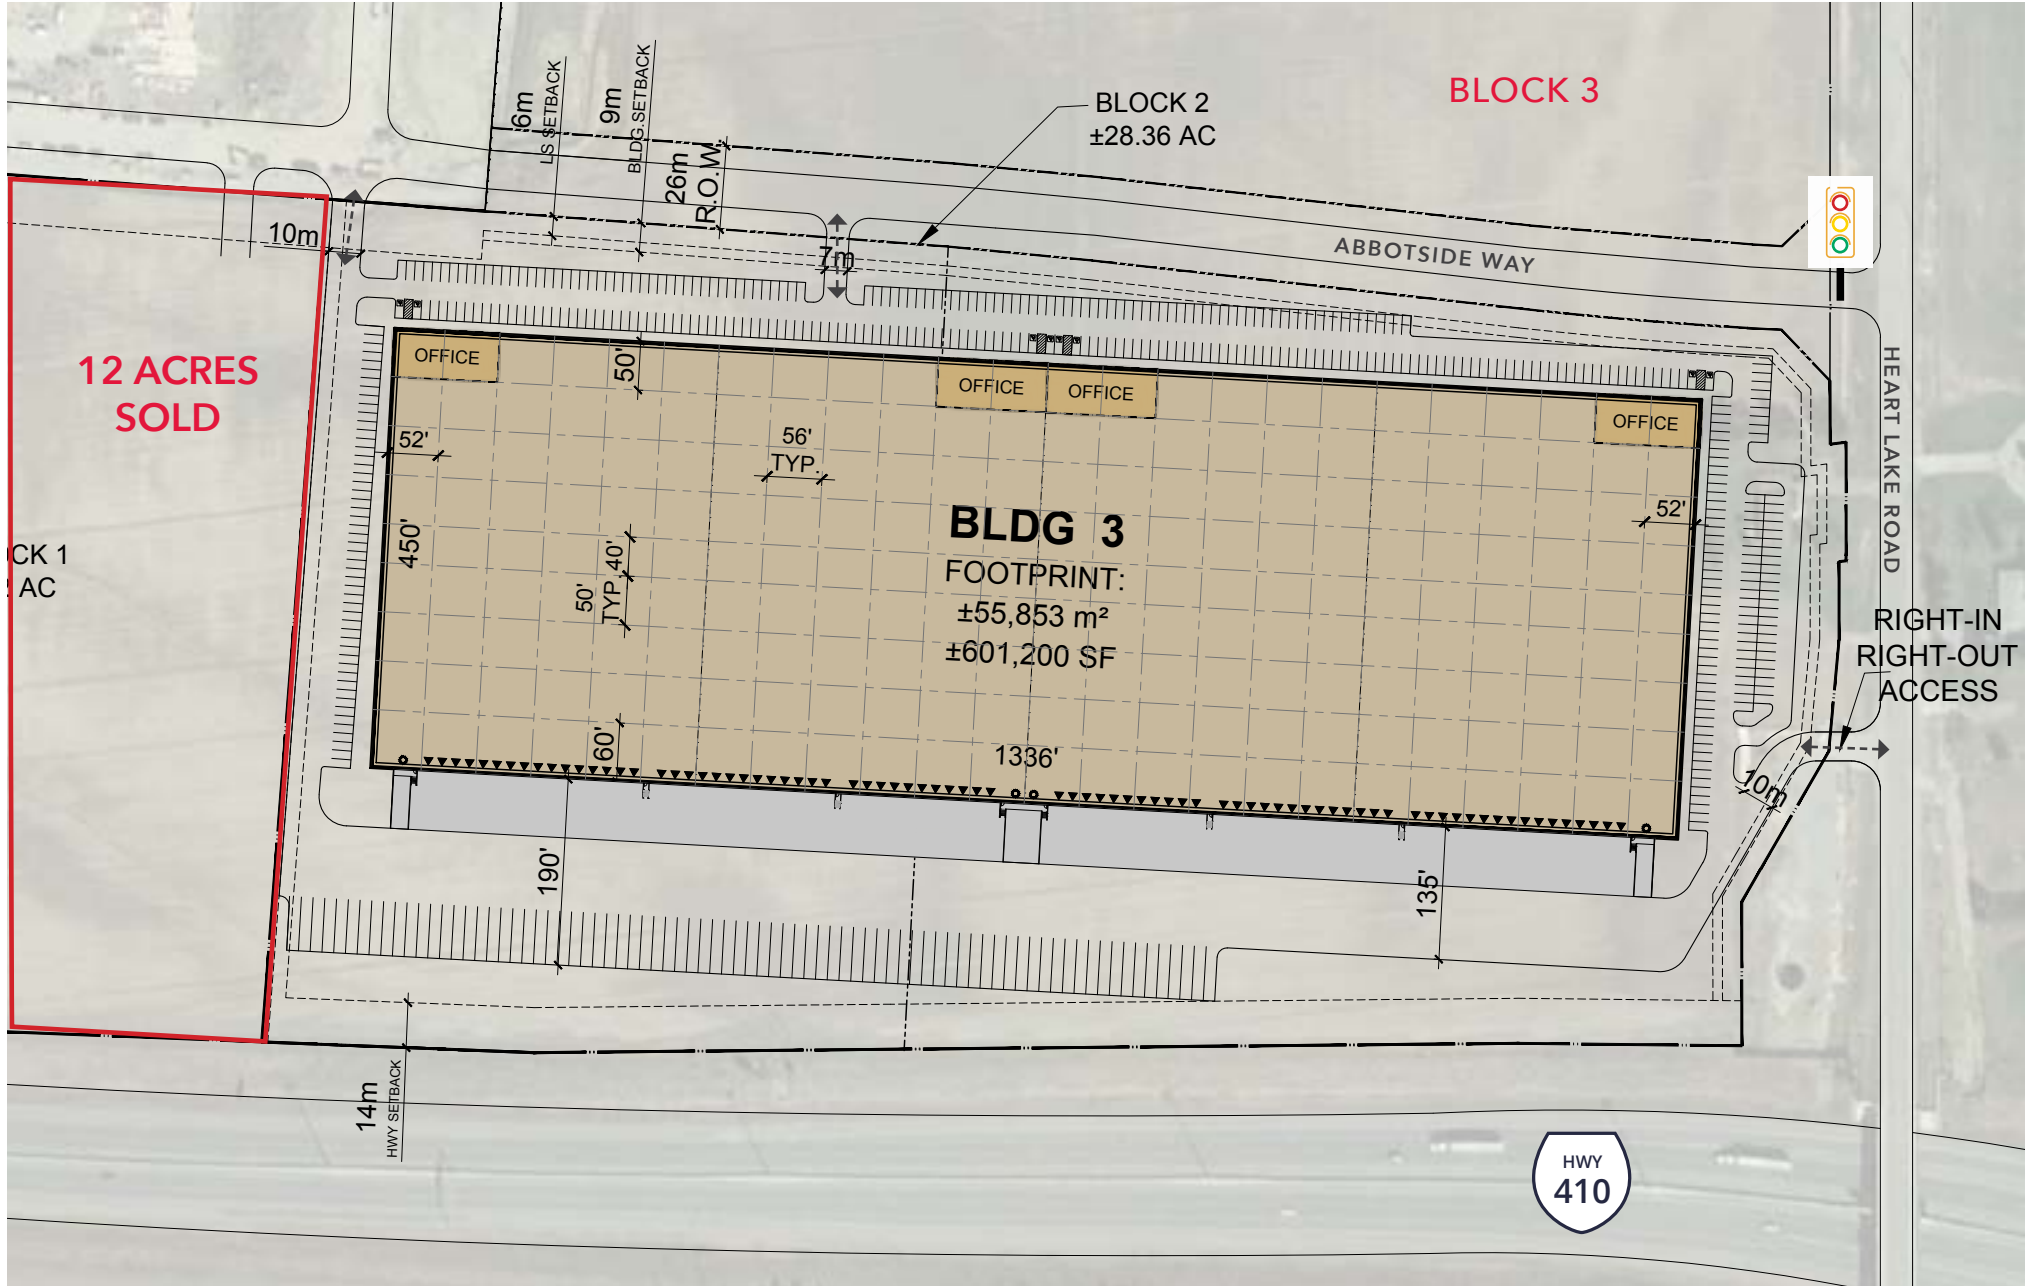 BLOCK 3
BLOCK 2
±28.36 AC
6m
LS SETBACK
9m
BLDG.SETBACK
26m
R.O.W.
10m
7m
ABBOTSIDE WAY
HEART LAKE ROAD
12 ACRES
SOLD
OFFICE
OFFICE
OFFICE
OFFICE
50'
52'
56'
TYP.
52'
450'
40'
50'
TYP.
BLDG 3
FOOTPRINT:
±55,853 m²
±601,200 SF
CK 1
AC
RIGHT-IN
RIGHT-OUT
ACCESS
60'
1336'
10m
190'
135'
14m
HWY SETBACK
HWY
410